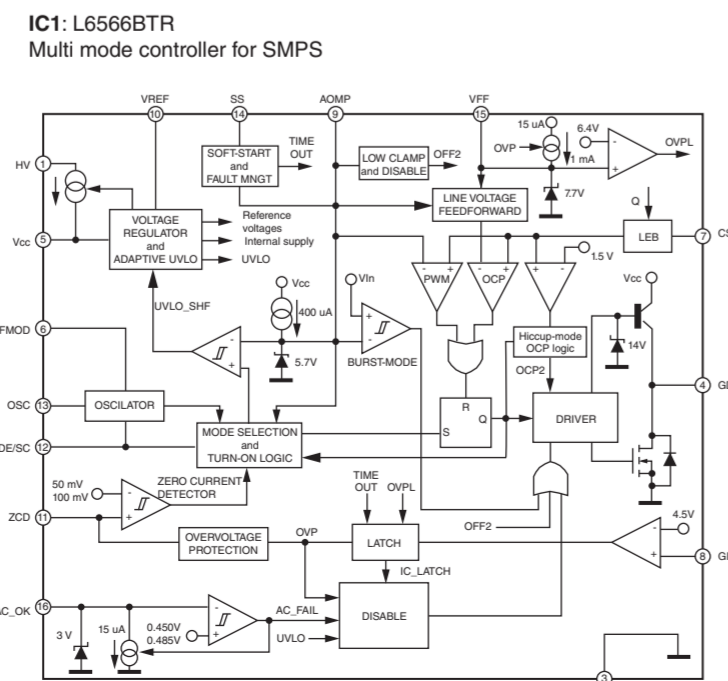 IC1: L6566BTR
Multi mode controller for SMPS
VREF
SS
AOMP
VFF
10
14
9
15
HV
1
SOFT-START
and
FAULT MNGT
TIME
OUT
LOW CLAMP
and DISABLE
OFF2
15 uA
OVP
1 mA
6.4V
OVPL
7.7V
LINE VOLTAGE
FEEDFORWARD
Q
LEB
7
CS
Vcc
5
VOLTAGE
REGULATOR
and
ADAPTIVE UVLO
Reference
voltages
Internal supply
UVLO
- +
PWM
- +
OCP
+ -
1.5 V
UVLO_SHF
Vcc
400 uA
5.7V
VIn
+
-
BURST-MODE
-
+
Hiccup-mode
OCP logic
OCP2
Vcc
14V
FMOD
6
4
OSC
13
OSCILATOR
MODE SELECTION
and
TURN-ON LOGIC
R
S
Q
DRIVER
DE/SC
12
50 mV
100 mV
-
+
ZERO CURRENT
DETECTOR
ZCD
11
TIME
OUT
OVPL
OFF2
4.5V
OVERVOLTAGE
PROTECTION
OVP
LATCH
-
+
8
IC_LATCH
AC_OK
16
3 V
15 uA
0.450V
0.485V
-
+
AC_FAIL
UVLO
DISABLE
3